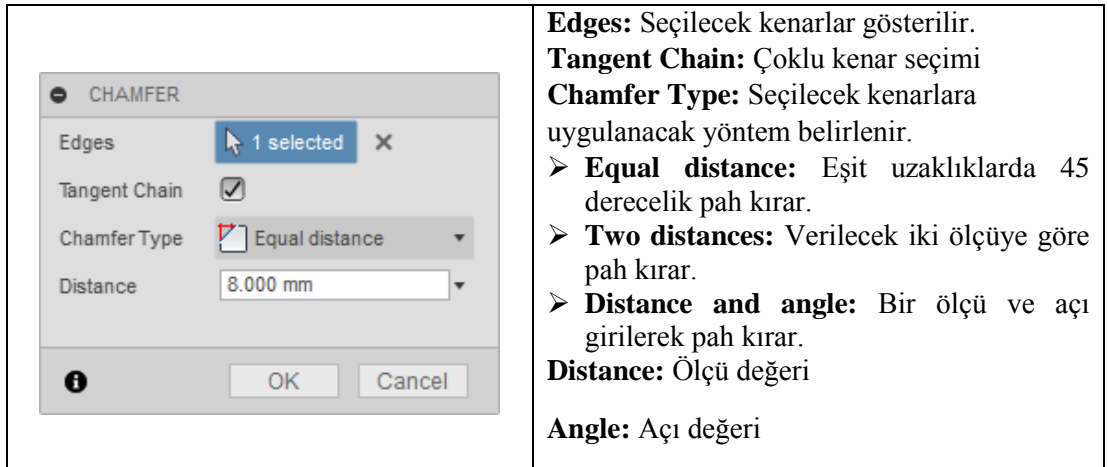 CHAMFER
Edges 1 selected
Tangent Chain
Chamfer Type Equal distance
Distance 8.000 mm
OK Cancel
Edges: Seçilecek kenarlar gösterilir.
Tangent Chain: Çoklu kenar seçimi
Chamfer Type: Seçilecek kenarlara
uygulanacak yöntem belirlenir.
➢ Equal distance: Eşit uzaklıklarda 45
derecelik pah kırar.
➢ Two distances: Verilecek iki ölçüye göre
pah kırar.
➢ Distance and angle: Bir ölçü ve açı
girilerek pah kırar.
Distance: Ölçü değeri
Angle: Açı değeri